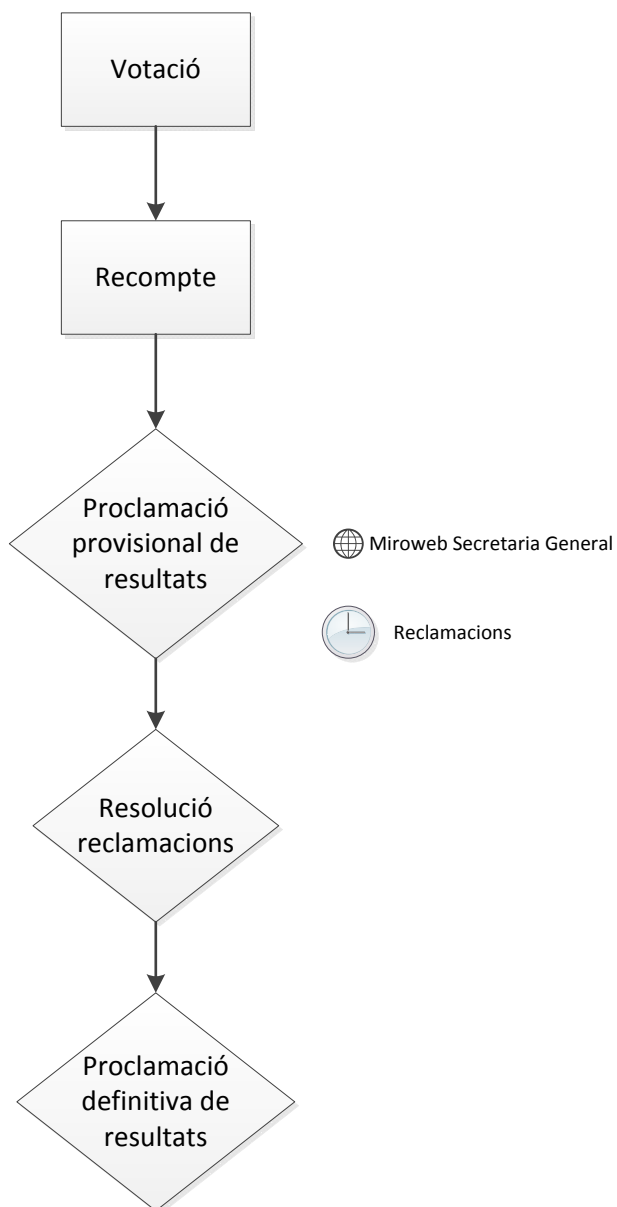 Votació
Recompte
Proclamació
provisional de
resultats
Miroweb Secretaria General
Reclamacions
Resolució
reclamacions
Proclamació
definitiva de
resultats